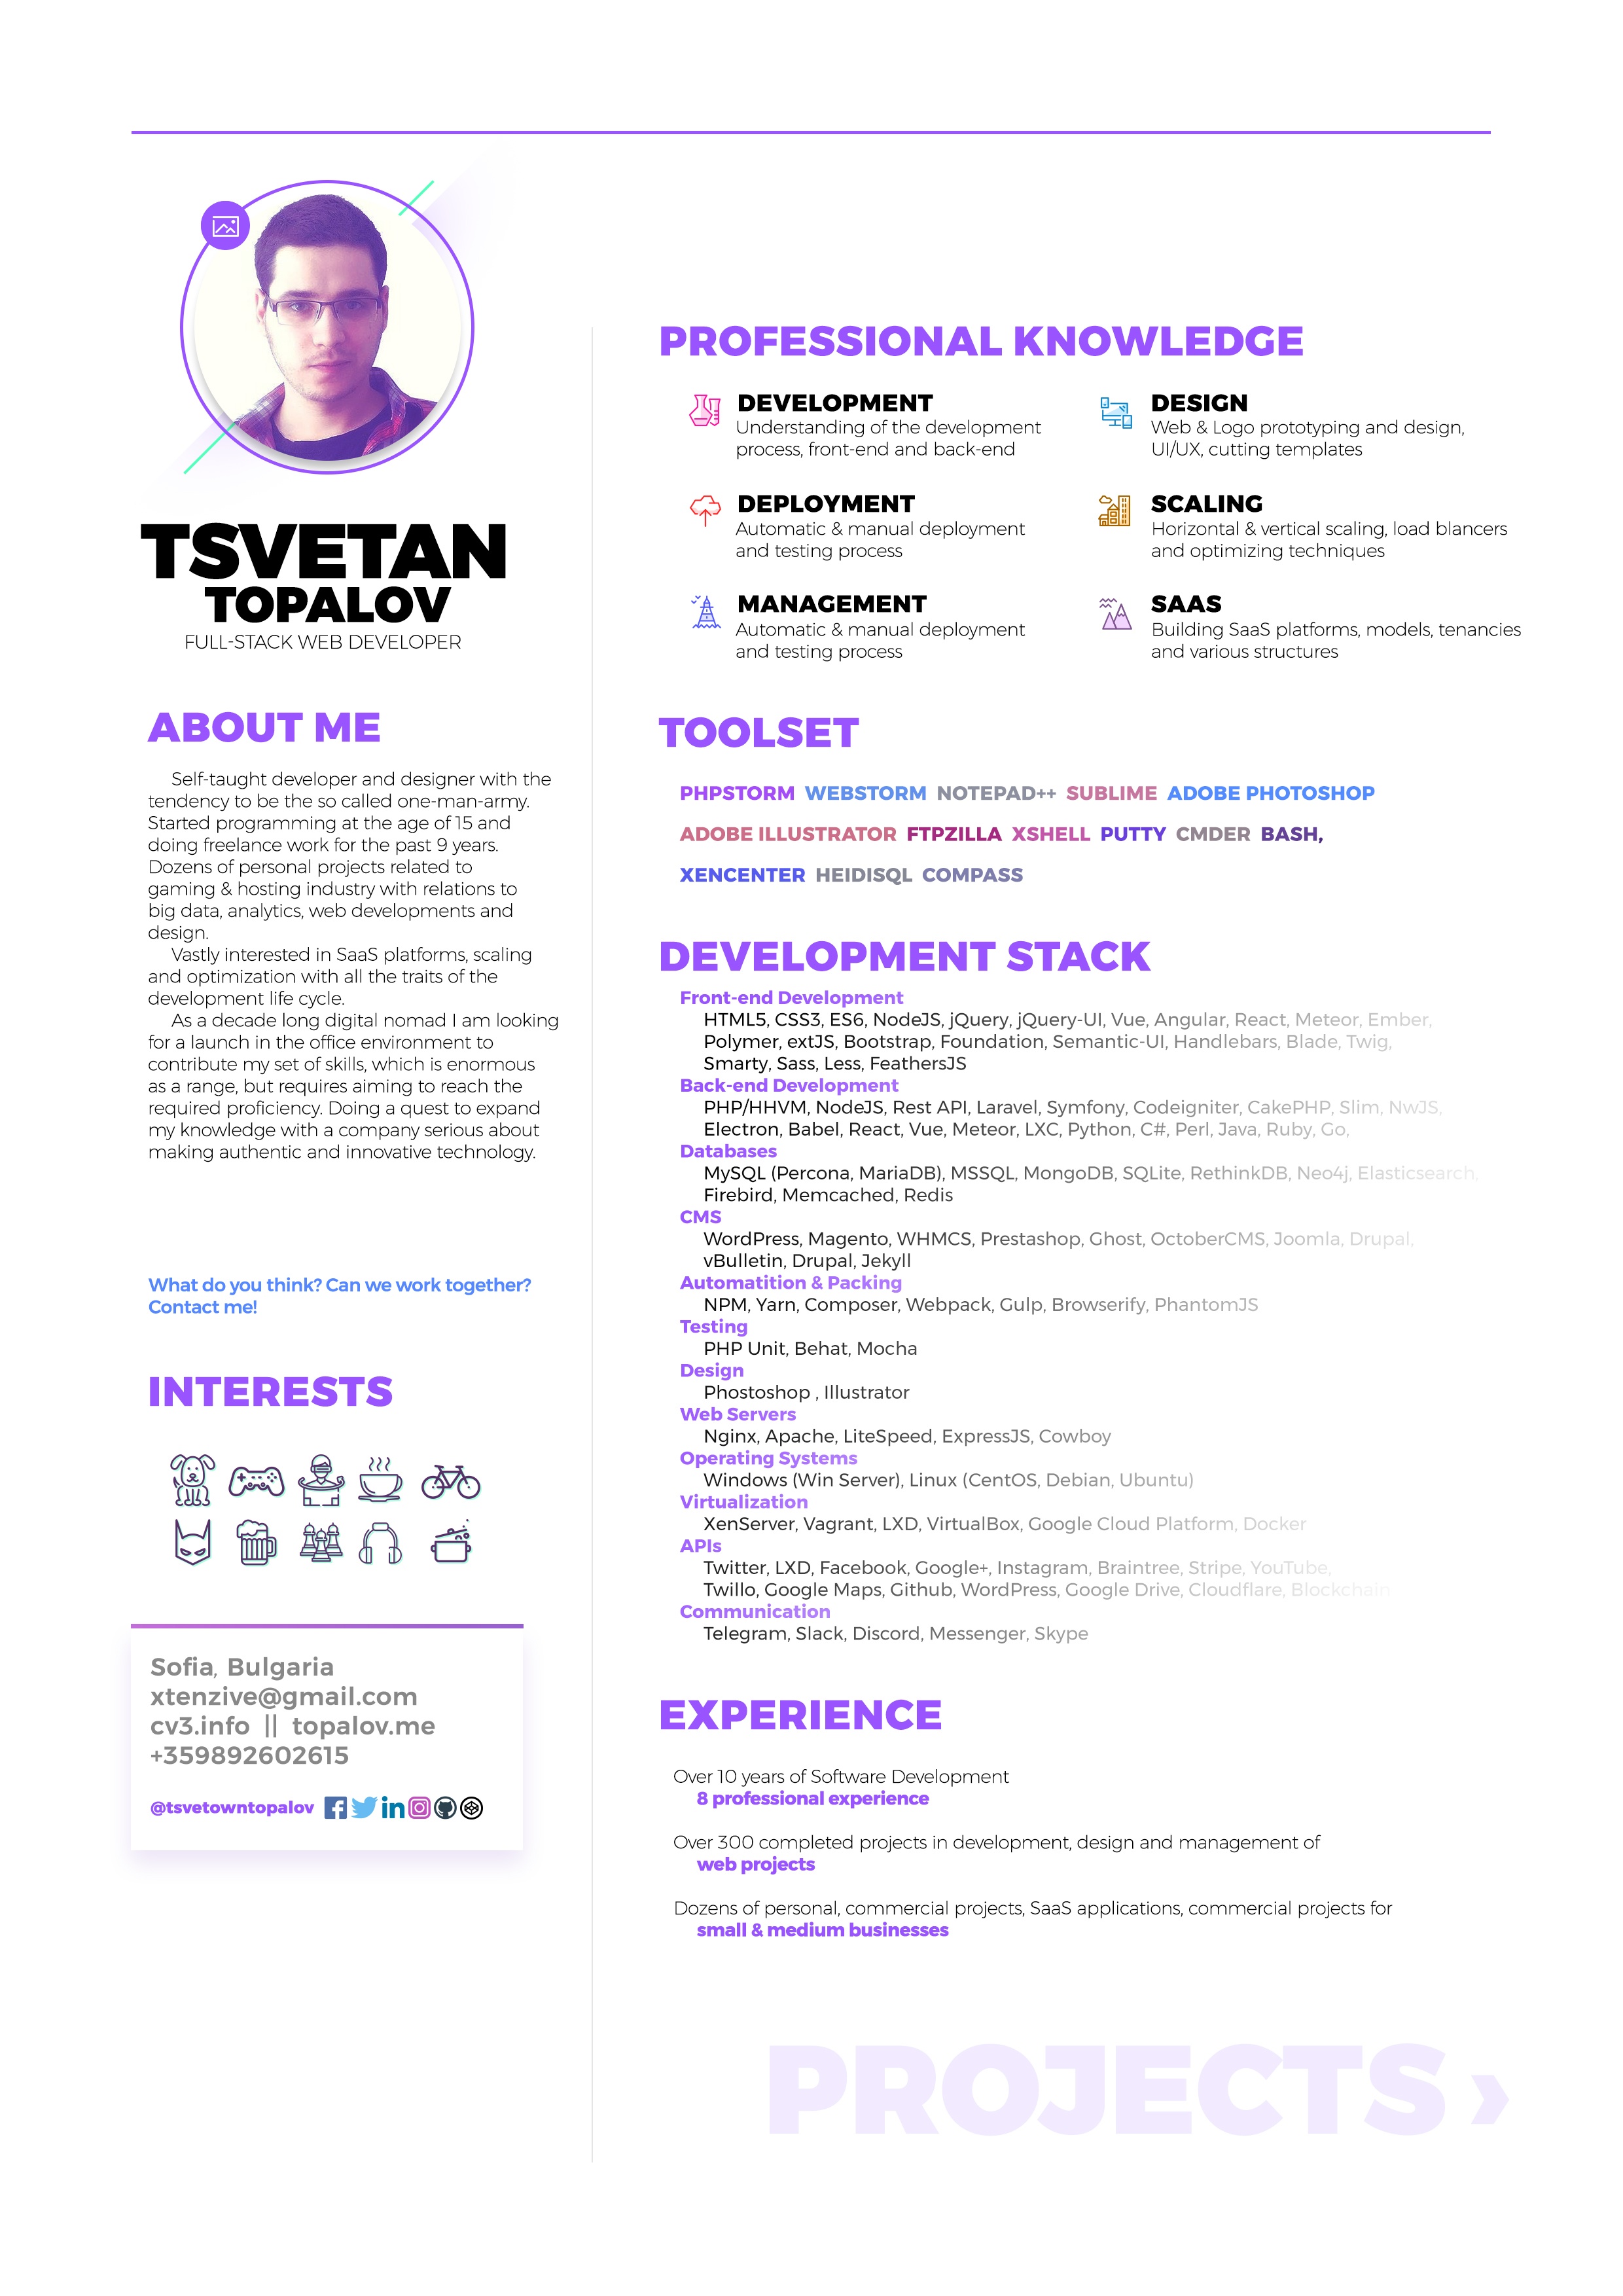 TSVETAN
TOPALOV
FULL-STACK WEB DEVELOPER
ABOUT ME
Self-taught developer and designer with the
tendency to be the so called one-man-army.
Started programming at the age of 15 and
doing freelance work for the past 9 years.
Dozens of personal projects related to
gaming & hosting industry with relations to
big data, analytics, web developments and
design.
Vastly interested in SaaS platforms, scaling
and optimization with all the traits of the
development life cycle.
As a decade long digital nomad I am looking
for a launch in the office environment to
contribute my set of skills, which is enormous
as a range, but requires aiming to reach the
required proficiency. Doing a quest to expand
my knowledge with a company serious about
making authentic and innovative technology.
What do you think? Can we work together?
Contact me!
INTERESTS
Sofia, Bulgaria
xtenzive@gmail.com
cv3.info || topalov.me
+359892602615
@tsvetowntopalov
PROFESSIONAL KNOWLEDGE
DEVELOPMENT
Understanding of the development
process, front-end and back-end
DESIGN
Web & Logo prototyping and design,
UI/UX, cutting templates
DEPLOYMENT
Automatic & manual deployment
and testing process
SCALING
Horizontal & vertical scaling, load blancers
and optimizing techniques
MANAGEMENT
Automatic & manual deployment
and testing process
SAAS
Building SaaS platforms, models, tenancies
and various structures
TOOLSET
PHPSTORM WEBSTORM NOTEPAD++ SUBLIME ADOBE PHOTOSHOP
ADOBE ILLUSTRATOR FTPZILLA XSHELL PUTTY CMDER BASH,
XENCENTER HEIDISQL COMPASS
DEVELOPMENT STACK
Front-end Development
HTML5, CSS3, ES6, NodeJS, jQuery, jQuery-UI, Vue, Angular, React, Meteor, Ember,
Polymer, extJS, Bootstrap, Foundation, Semantic-UI, Handlebars, Blade, Twig,
Smarty, Sass, Less, FeathersJS
Back-end Development
PHP/HHVM, NodeJS, Rest API, Laravel, Symfony, Codeigniter, CakePHP, Slim, NwJS,
Electron, Babel, React, Vue, Meteor, LXC, Python, C#, Perl, Java, Ruby, Go,
Databases
MySQL (Percona, MariaDB), MSSQL, MongoDB, SQLite, RethinkDB, Neo4j, Elasticsearch,
Firebird, Memcached, Redis
CMS
WordPress, Magento, WHMCS, Prestashop, Ghost, OctoberCMS, Joomla, Drupal,
vBulletin, Drupal, Jekyll
Automatition & Packing
NPM, Yarn, Composer, Webpack, Gulp, Browserify, PhantomJS
Testing
PHP Unit, Behat, Mocha
Design
Phostoshop , Illustrator
Web Servers
Nginx, Apache, LiteSpeed, ExpressJS, Cowboy
Operating Systems
Windows (Win Server), Linux (CentOS, Debian, Ubuntu)
Virtualization
XenServer, Vagrant, LXD, VirtualBox, Google Cloud Platform, Docker
APIs
Twitter, LXD, Facebook, Google+, Instagram, Braintree, Stripe, YouTube,
Twillo, Google Maps, Github, WordPress, Google Drive, Cloudflare, Blockchain
Communication
Telegram, Slack, Discord, Messenger, Skype
EXPERIENCE
Over 10 years of Software Development
8 professional experience
Over 300 completed projects in development, design and management of
web projects
Dozens of personal, commercial projects, SaaS applications, commercial projects for
small & medium businesses
PROJECTS ›